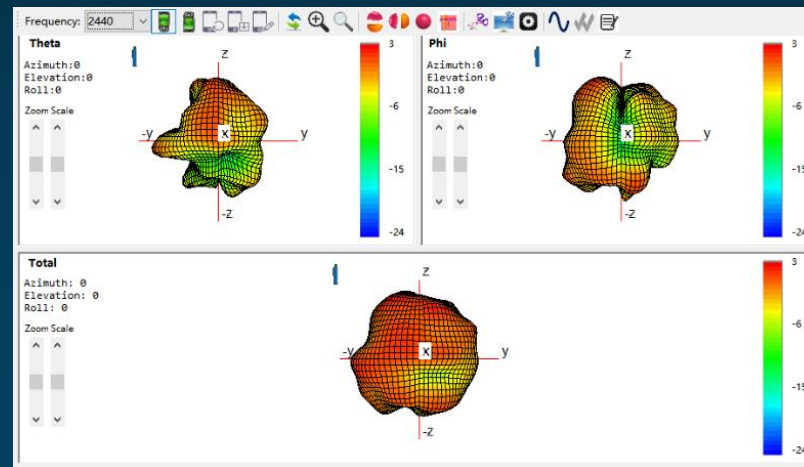 Frequency: 2440
Theta
Azimuth:0
Elevation:0
Roll:0
Zoom Scale
z
-y
x
y
-z
3
-6
-15
-24
Phi
Azimuth:0
Elevation:0
Roll:0
Zoom Scale
z
-y
x
y
-z
3
-6
-15
-24
Total
Azimuth: 0
Elevation: 0
Roll: 0
Zoom Scale
z
-y
x
y
-z
3
-6
-15
-24